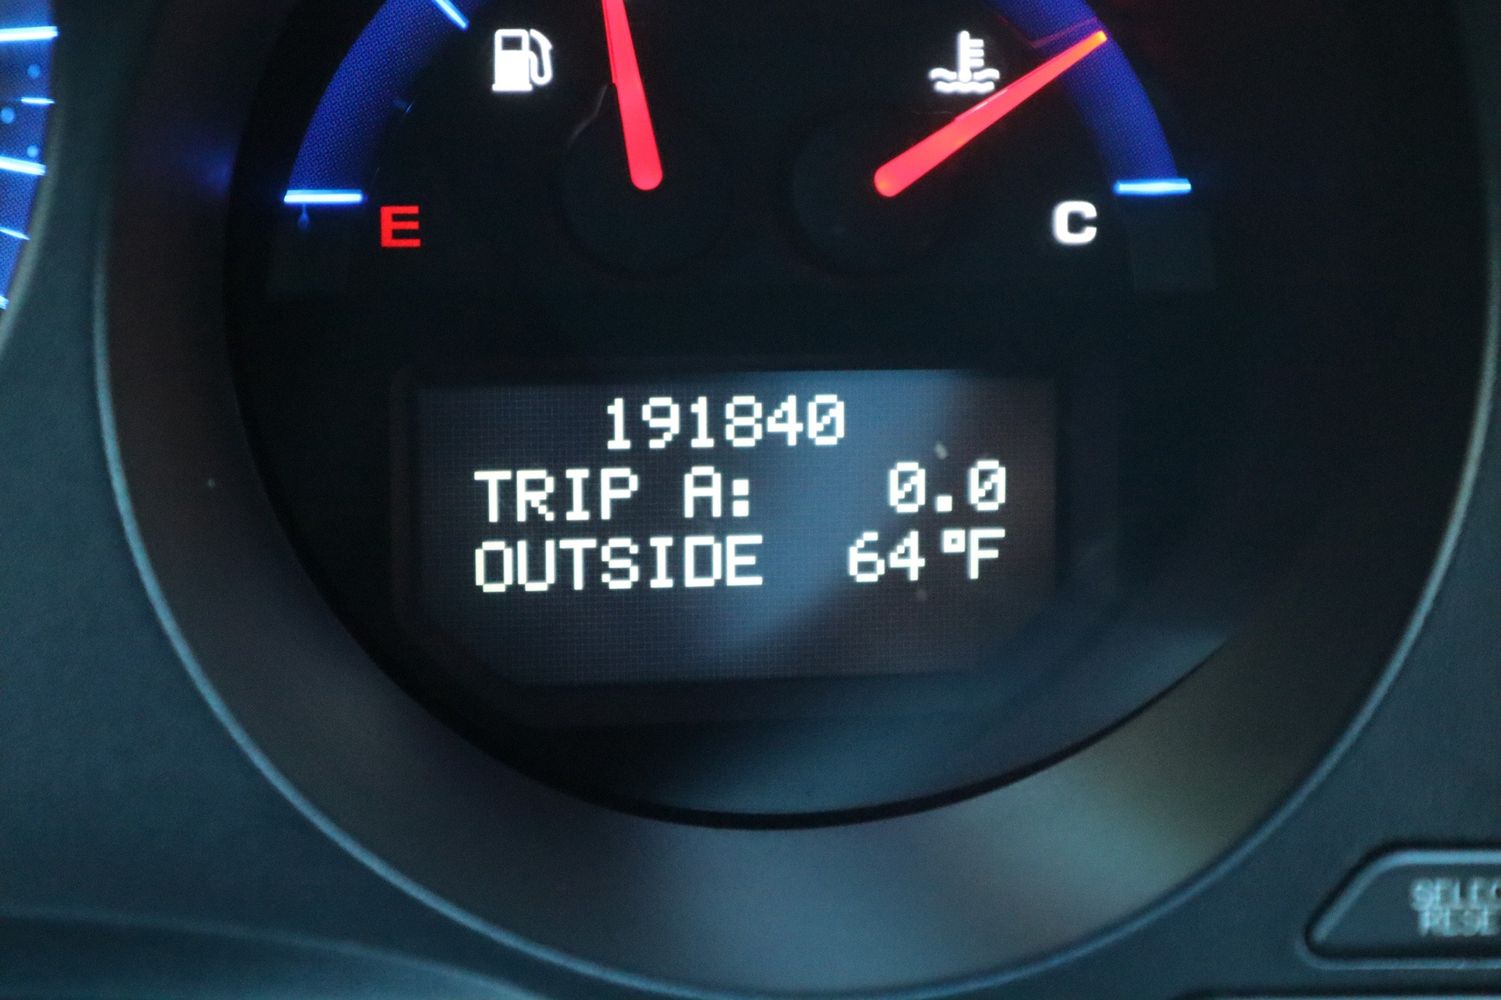 E
C
191840
TRIP A: 0.0
OUTSIDE 64°F